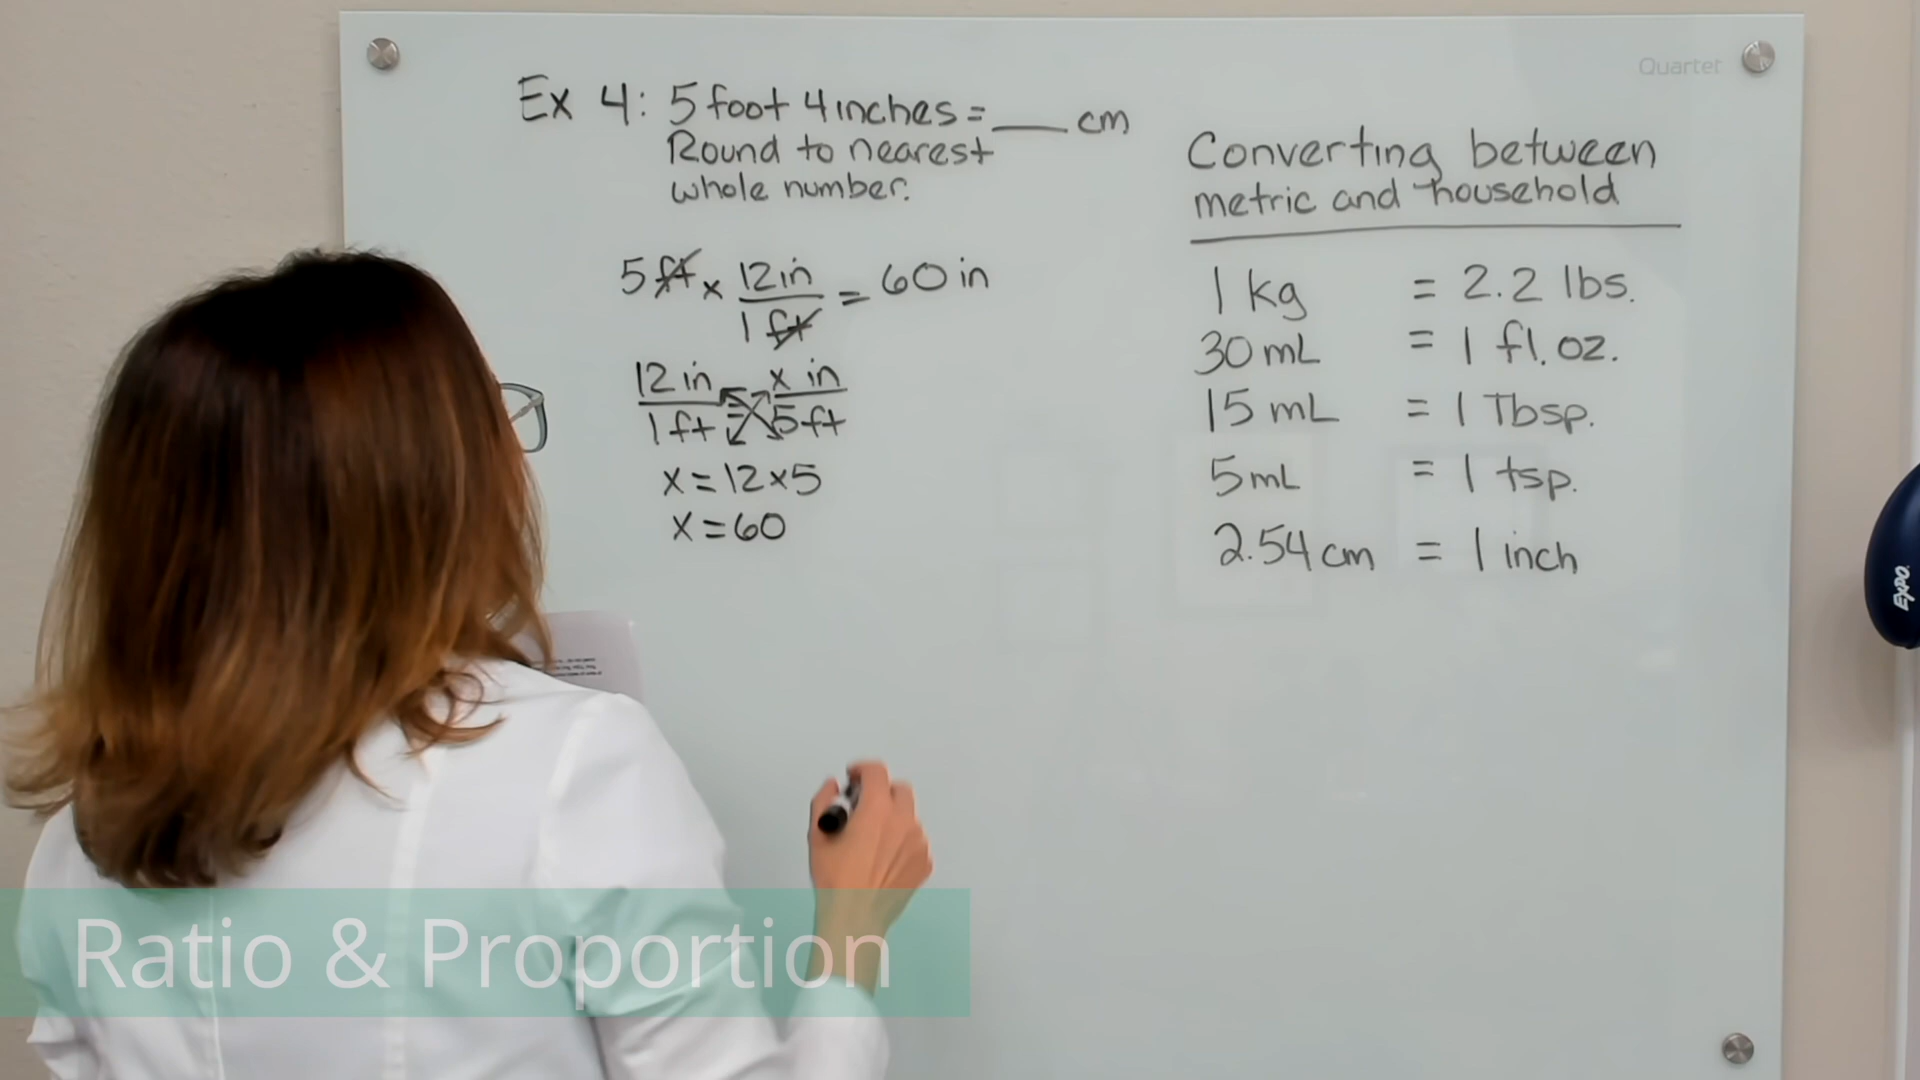 Quartet
Ex 4: 5 foot 4 inches = ___ cm
Round to nearest
whole number.
5 ft x 12 in / 1 ft = 60 in
12 in / 1 ft = x in / 5 ft
x = 12 x 5
x = 60
Converting between
metric and household
1 kg = 2.2 lbs.
30 mL = 1 fl. oz.
15 mL = 1 Tbsp.
5 mL = 1 tsp.
2.54 cm = 1 inch
EXPO
Ratio & Proportion